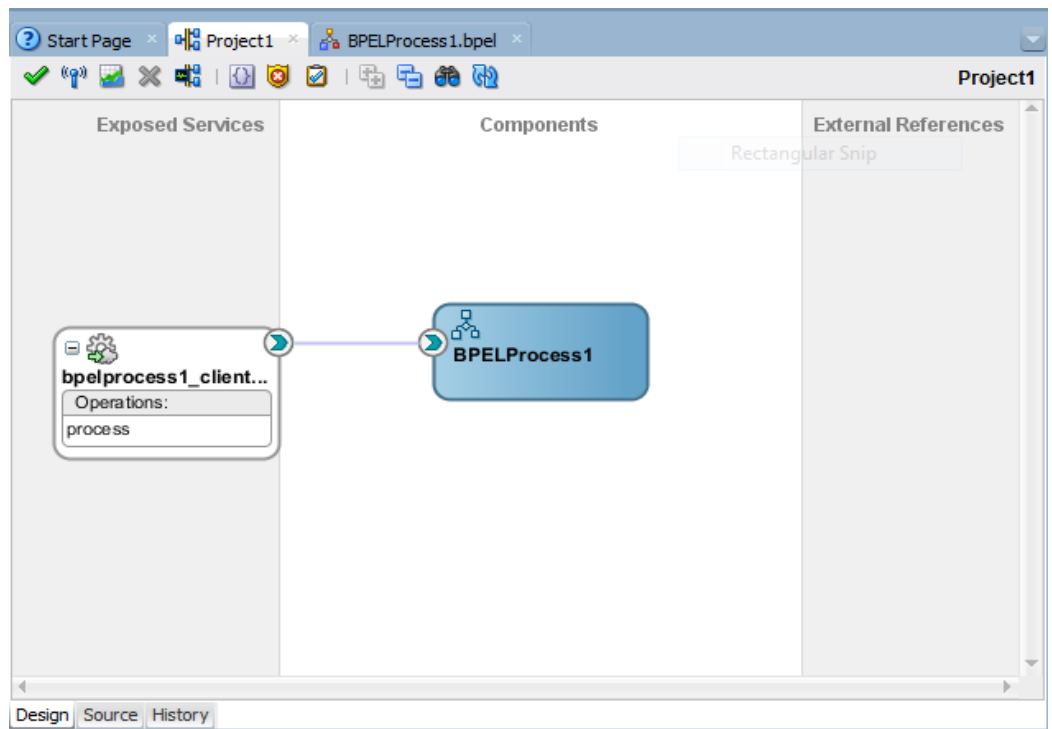 Start Page
Project1
BPELProcess1.bpel
Project1
Exposed Services
Components
External References
Rectangular Snip
BPELProcess1
bpelprocess1_client...
Operations:
process
Design
Source
History